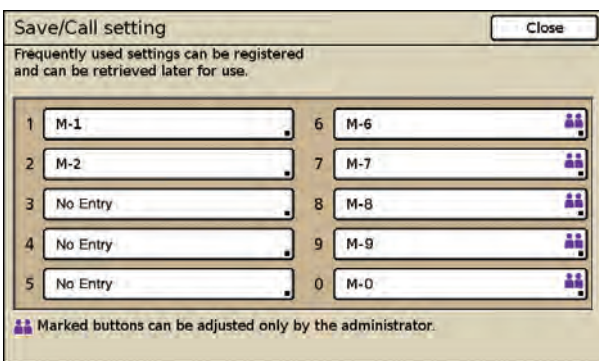 Save/Call setting
Close
Frequently used settings can be registered
and can be retrieved later for use.
1 M-1
6 M-6
2 M-2
7 M-7
3 No Entry
8 M-8
4 No Entry
9 M-9
5 No Entry
0 M-0
Marked buttons can be adjusted only by the administrator.